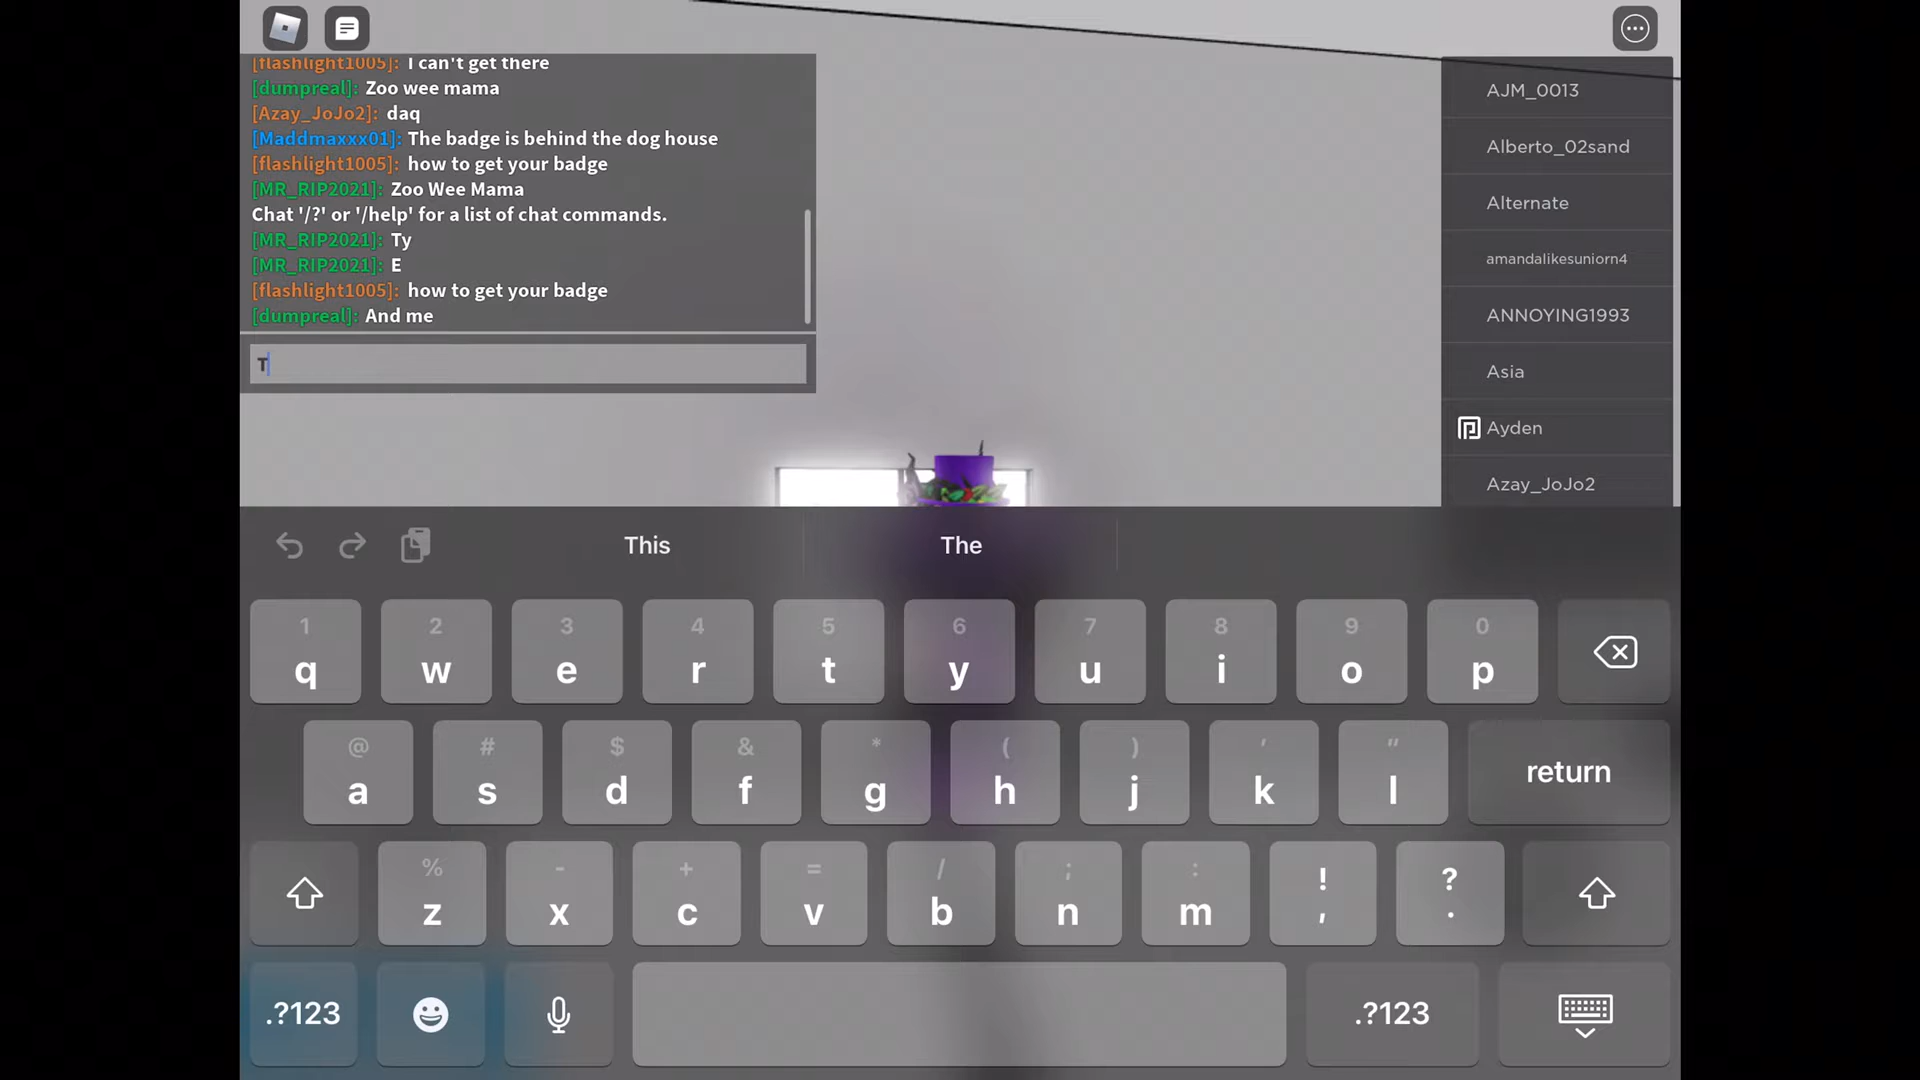 [flashlight1005]: I can't get there
[dumpreal]: Zoo wee mama
[Azay_JoJo2]: daq
[Maddmaxxx01]: The badge is behind the dog house
[flashlight1005]: how to get your badge
[MR_RIP2021]: Zoo Wee Mama
Chat '/?' or '/help' for a list of chat commands.
[MR_RIP2021]: Ty
[MR_RIP2021]: E
[flashlight1005]: how to get your badge
[dumpreal]: And me
T
AJM_0013
Alberto_02sand
Alternate
amandalikesuniorn4
ANNOYING1993
Asia
Ayden
Azay_JoJo2
This The
1 2 3 4 5 6 7 8 9 0
q w e r t y u i o p
@ # $ & * ( ) ' "
a s d f g h j k l return
% - + = / ; : ! ?
z x c v b n m , .
.?123 .?123